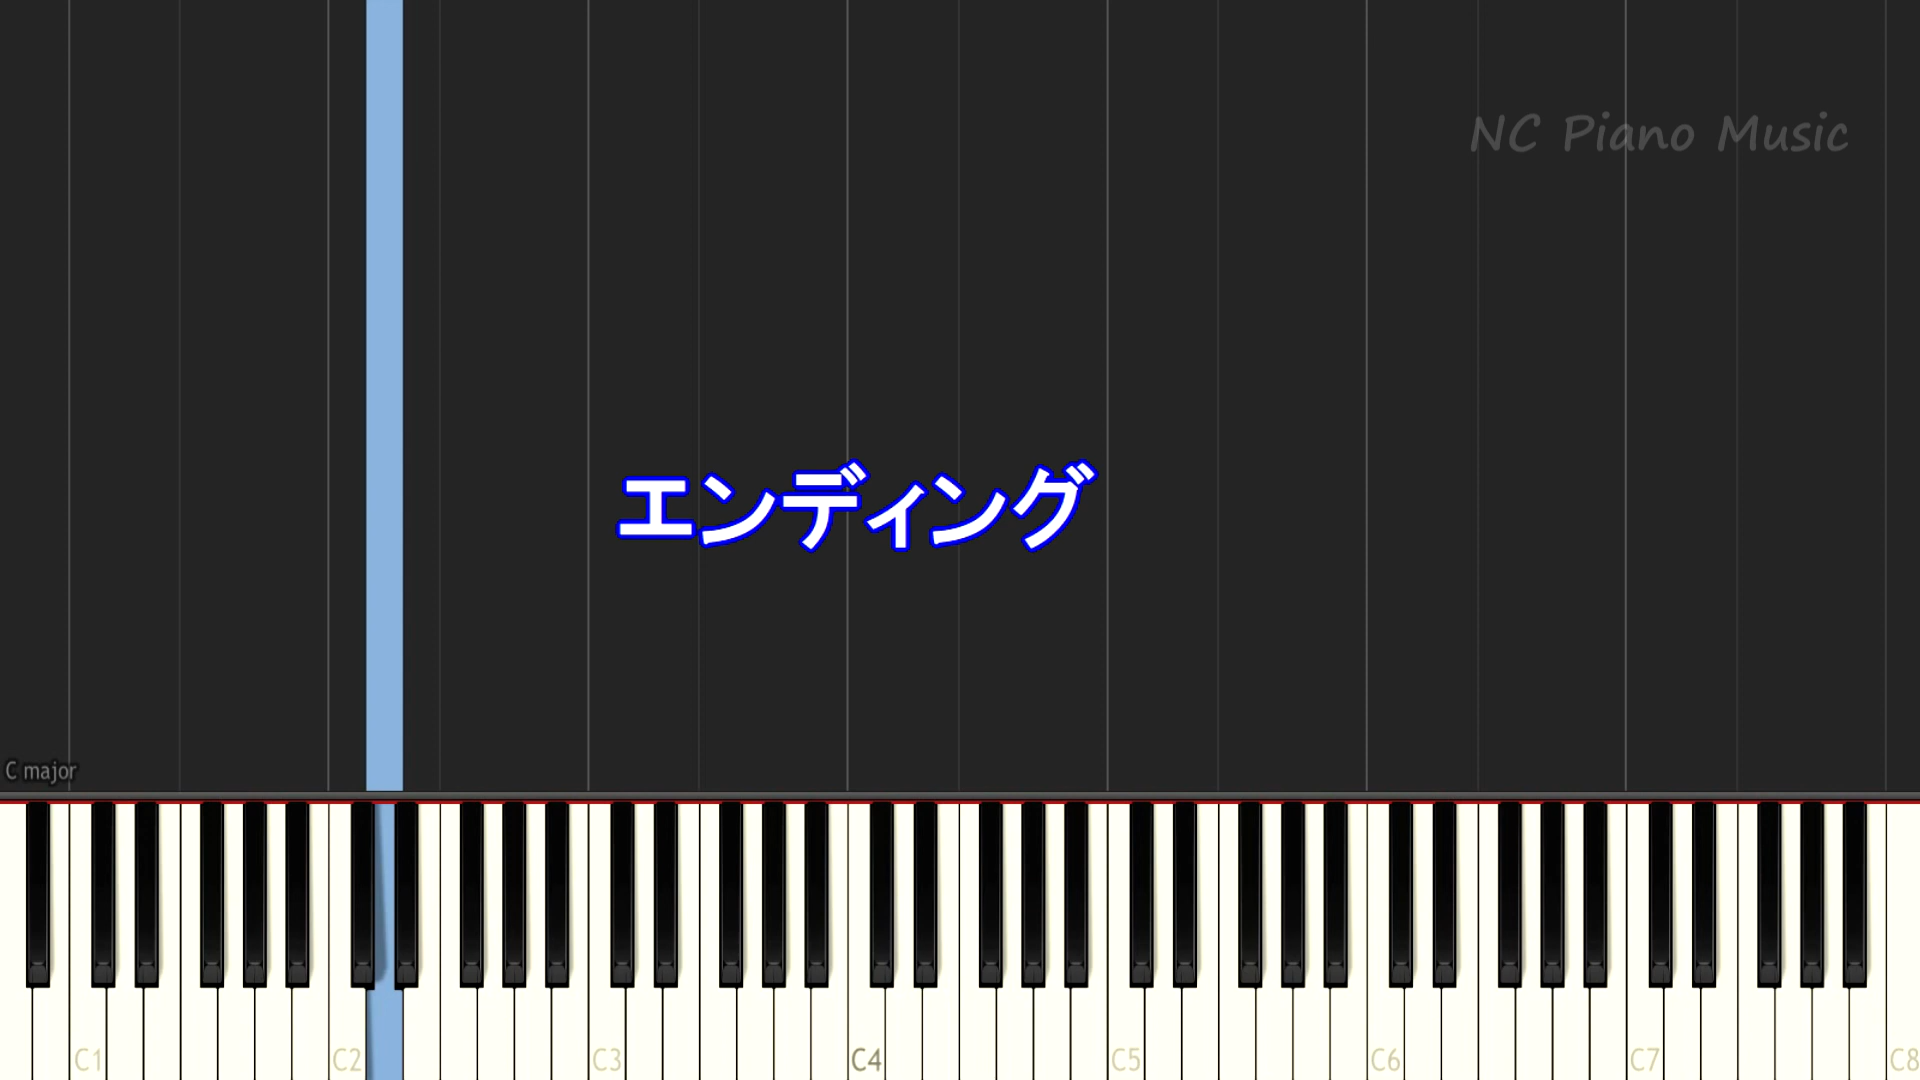 NC Piano Music
エンディング
C major
C1 C2 C3 C4 C5 C6 C7 C8